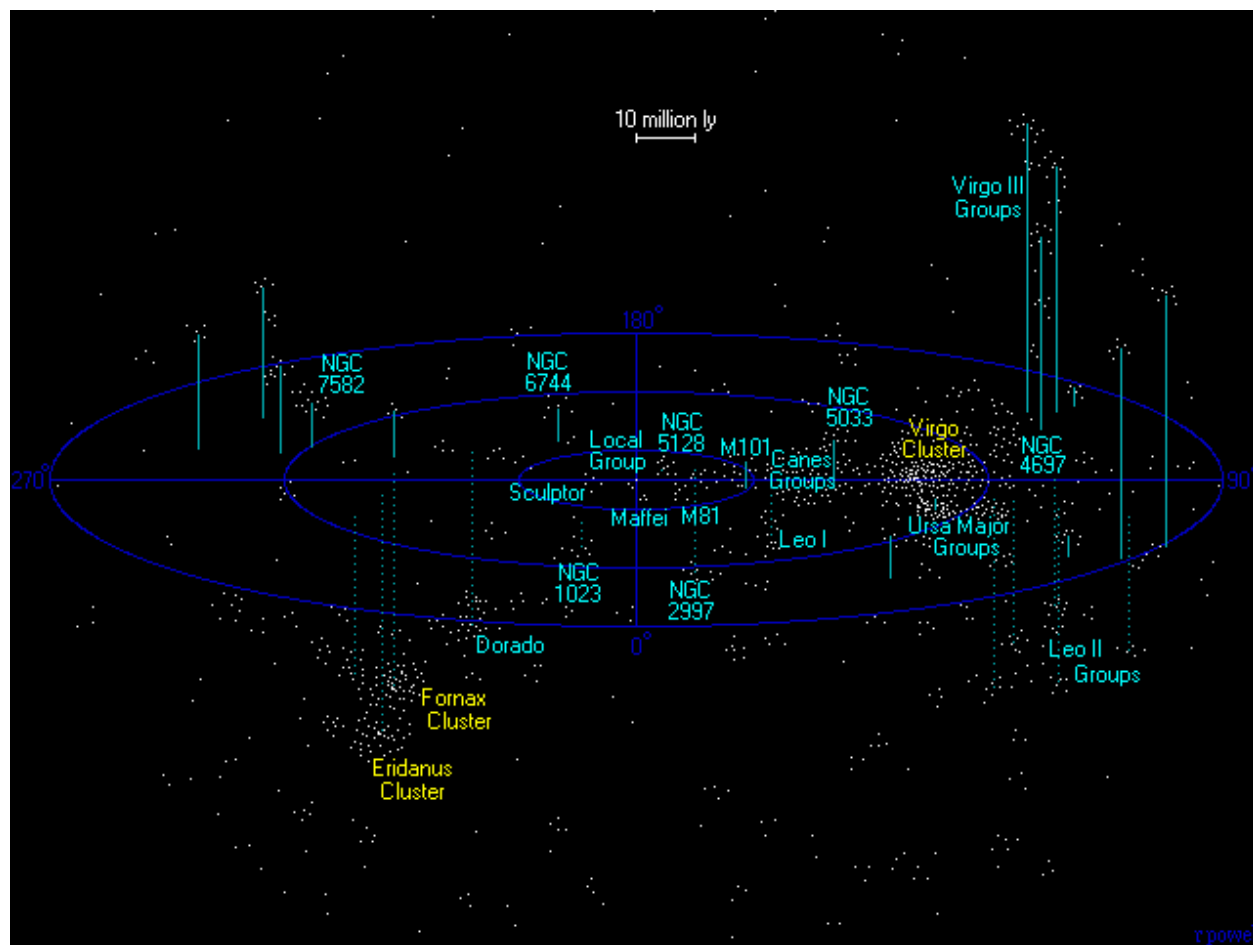 10 million ly
Virgo III
Groups
180°
NGC
7582
NGC
6744
NGC
5033
NGC
5128
Local
Group
M101
Canes
Groups
Virgo
Cluster
NGC
4697
270°
90°
Sculptor
Maffei
M81
Leo I
Ursa Major
Groups
NGC
1023
NGC
2997
0°
Dorado
Leo II
Groups
Fornax
Cluster
Eridanus
Cluster
r powe